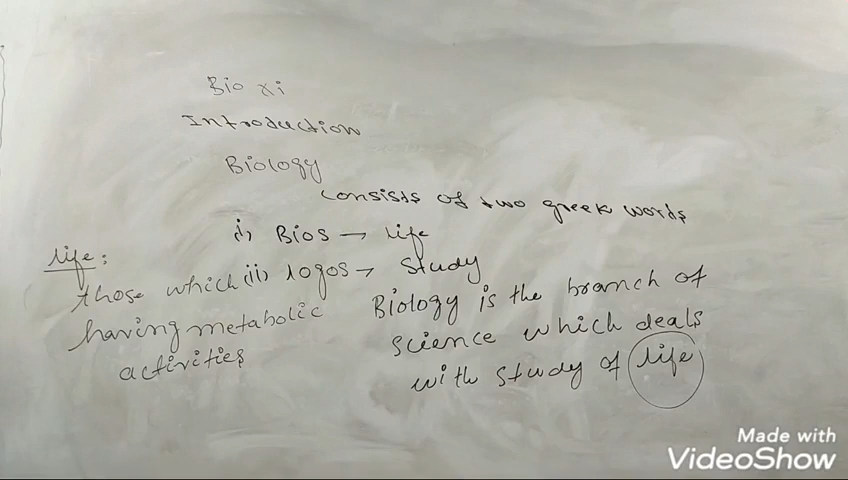 Bio xi
Introduction
Biology
consists of two greek words
i) Bios → life
ii) logos → study
Biology is the branch of
science which deals
with study of life
life:
those which
having metabolic
activities
Made with
VideoShow